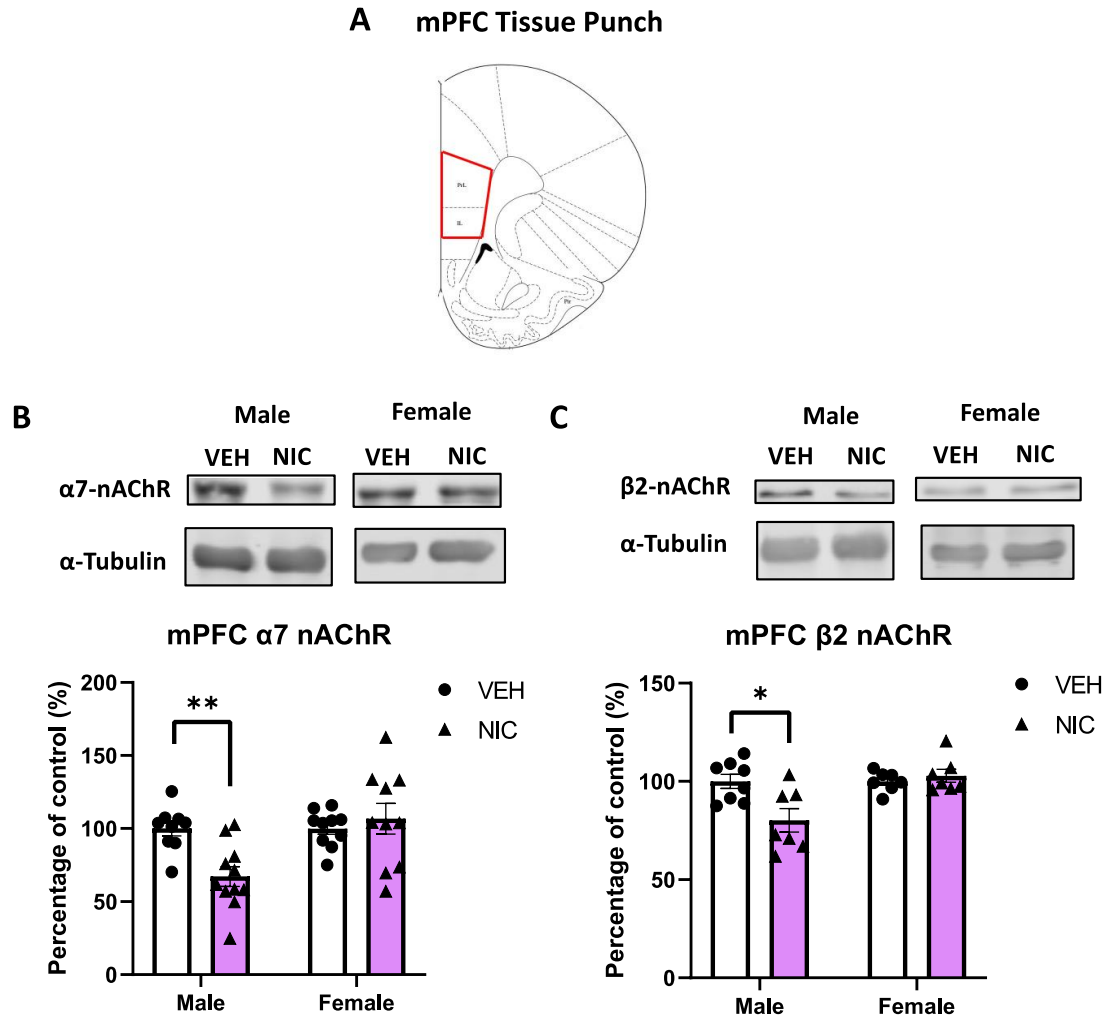 A mPFC Tissue Punch
PrL
IL
Pir
B
Male Female
VEH NIC VEH NIC
α7-nAChR
α-Tubulin
mPFC α7 nAChR
Percentage of control (%)
200
150
100
50
0
**
VEH
NIC
Male Female
C
Male Female
VEH NIC VEH NIC
β2-nAChR
α-Tubulin
mPFC β2 nAChR
Percentage of control (%)
150
100
50
0
*
VEH
NIC
Male Female